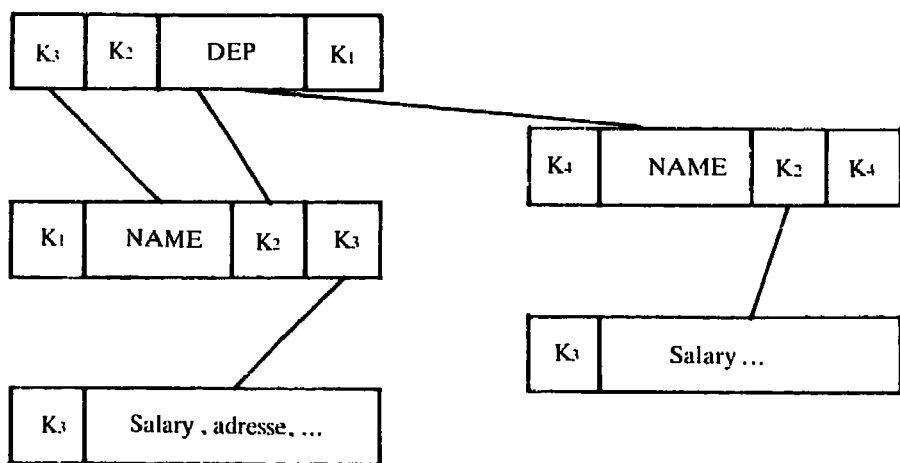 K₃ K₂ DEP K₁
K₄ NAME K₂ K₄
K₁ NAME K₂ K₃
K₃ Salary ...
K₃ Salary , adresse, ...